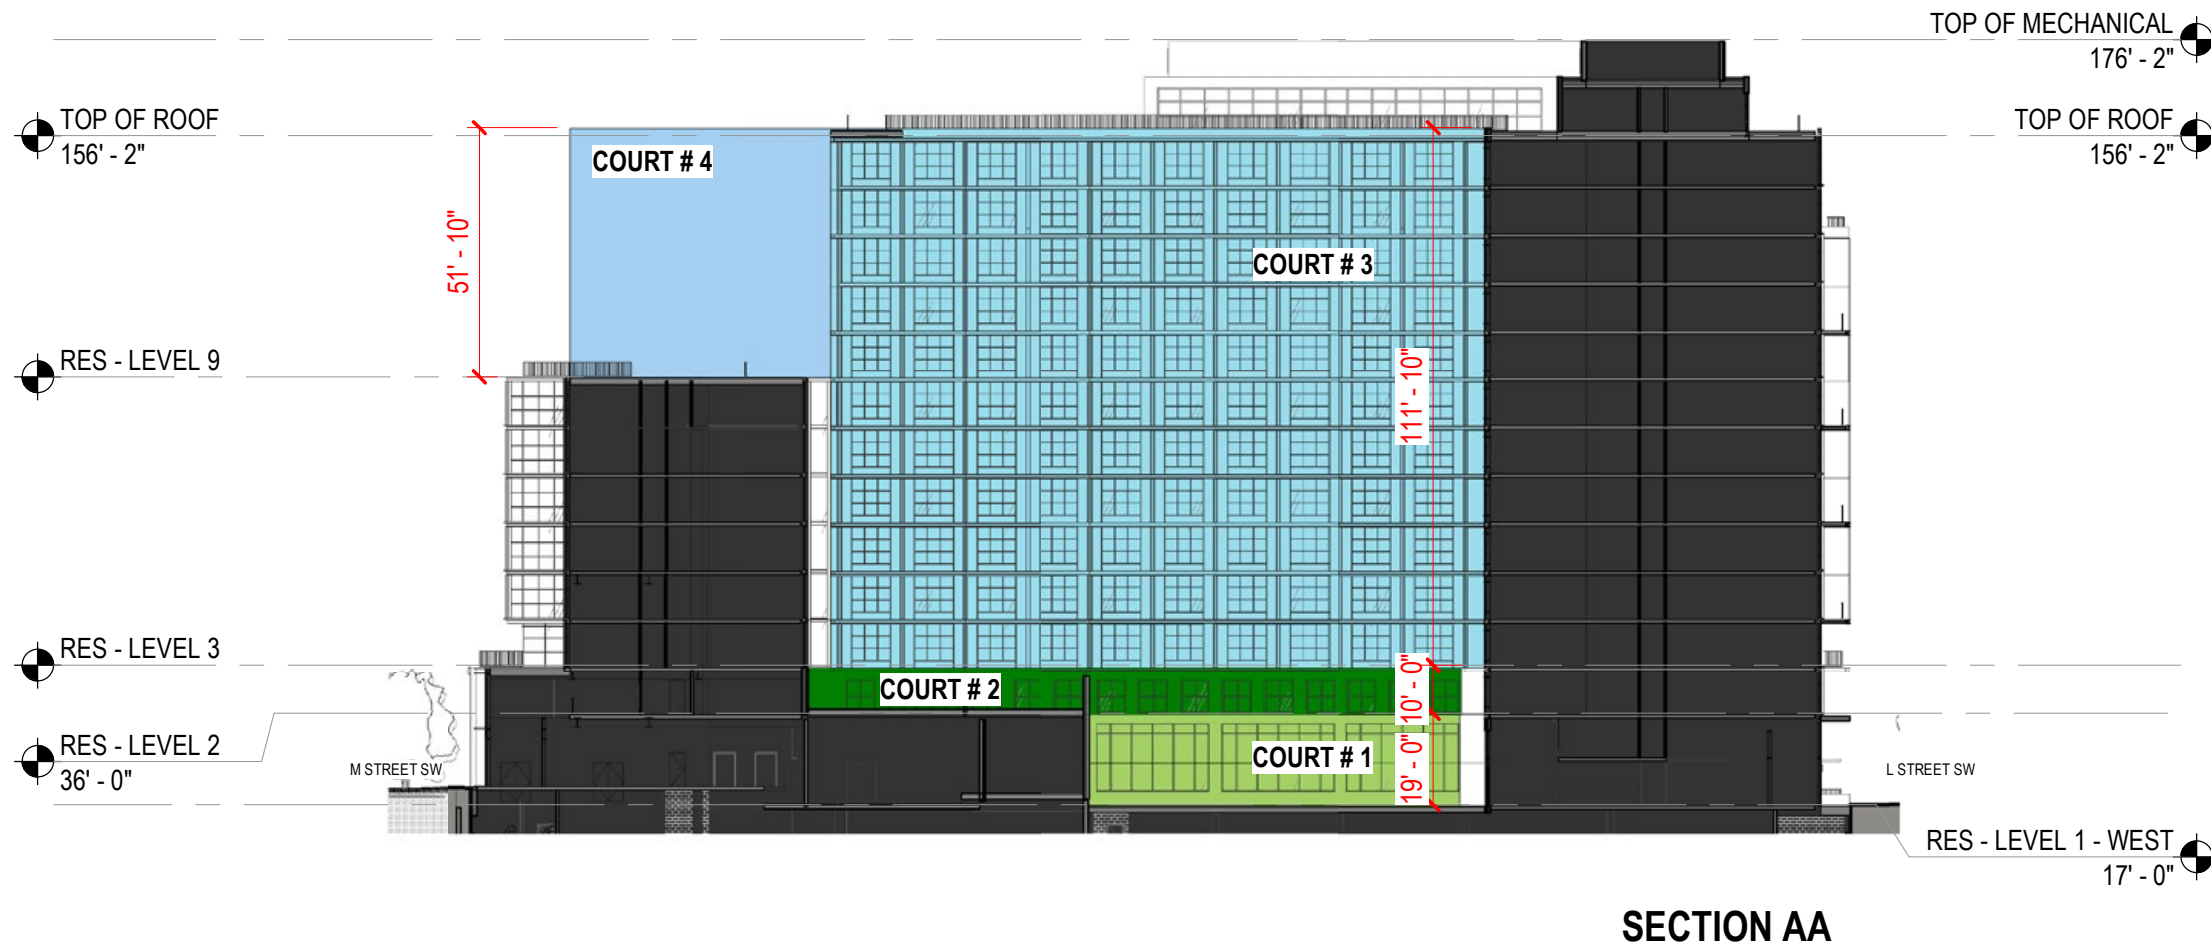 TOP OF MECHANICAL
176' - 2"
TOP OF ROOF
156' - 2"
TOP OF ROOF
156' - 2"
COURT # 4
51' - 10"
COURT # 3
111' - 10"
RES - LEVEL 9
RES - LEVEL 3
10' - 0"
COURT # 2
RES - LEVEL 2
36' - 0"
M STREET SW
COURT # 1
19' - 0"
L STREET SW
RES - LEVEL 1 - WEST
17' - 0"
SECTION AA